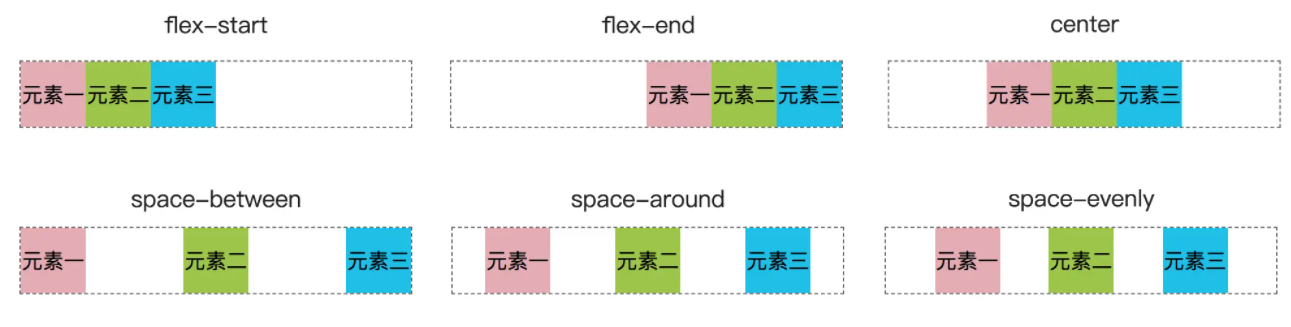 flex-start
flex-end
center
元素一 元素二 元素三
元素一 元素二 元素三
元素一 元素二 元素三
space-between
space-around
space-evenly
元素一 元素二 元素三
元素一 元素二 元素三
元素一 元素二 元素三